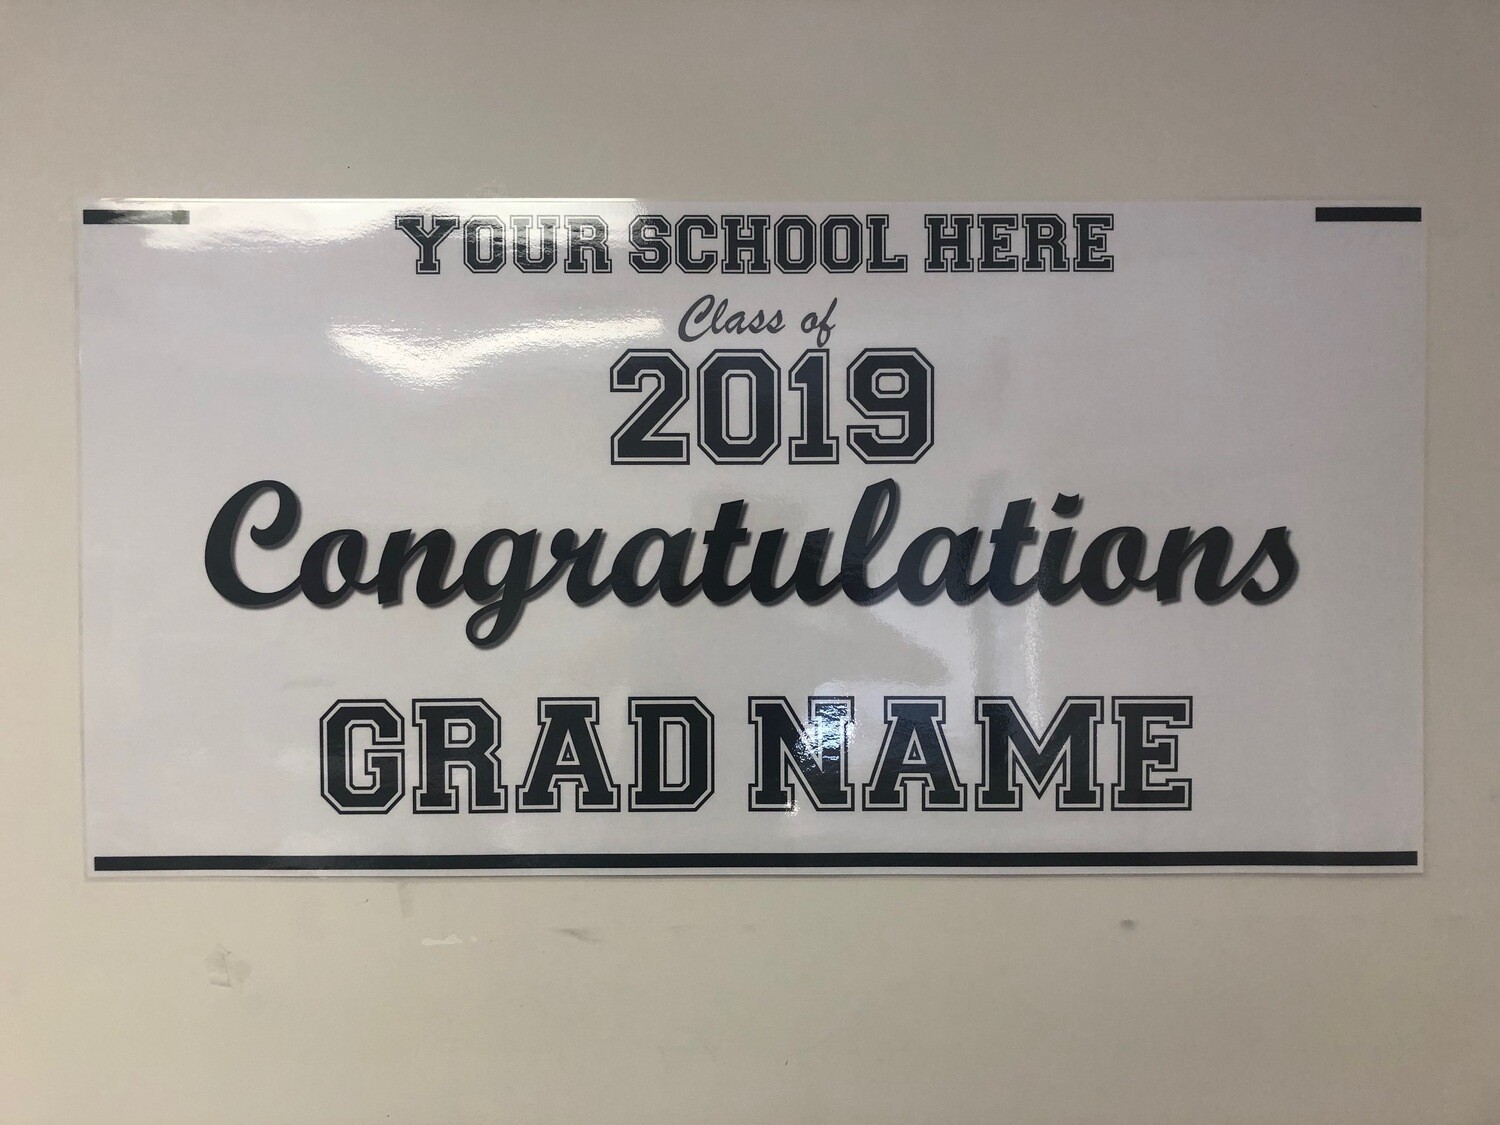 YOUR SCHOOL HERE
Class of
2019
Congratulations
GRAD NAME